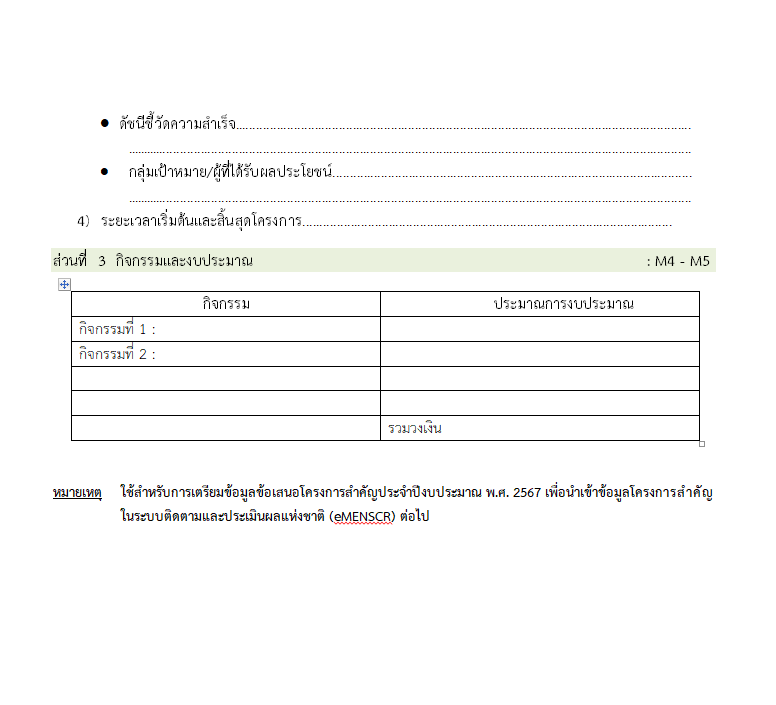 ● ดัชนีชี้วัดความสำเร็จ........................................................................................................................................
........................................................................................................................................................
● กลุ่มเป้าหมาย/ผู้ที่ได้รับผลประโยชน์.....................................................................................................
........................................................................................................................................................
4) ระยะเวลาเริ่มต้นและสิ้นสุดโครงการ.......................................................................................................
ส่วนที่ 3 กิจกรรมและงบประมาณ : M4 - M5
กิจกรรม ประมาณการงบประมาณ
กิจกรรมที่ 1 :
กิจกรรมที่ 2 :
รวมวงเงิน
หมายเหตุ ใช้สำหรับการเตรียมข้อมูลข้อเสนอโครงการสำคัญประจำปีงบประมาณ พ.ศ. 2567 เพื่อนำเข้าข้อมูลโครงการสำคัญ
ในระบบติดตามและประเมินผลแห่งชาติ (eMENSCR) ต่อไป